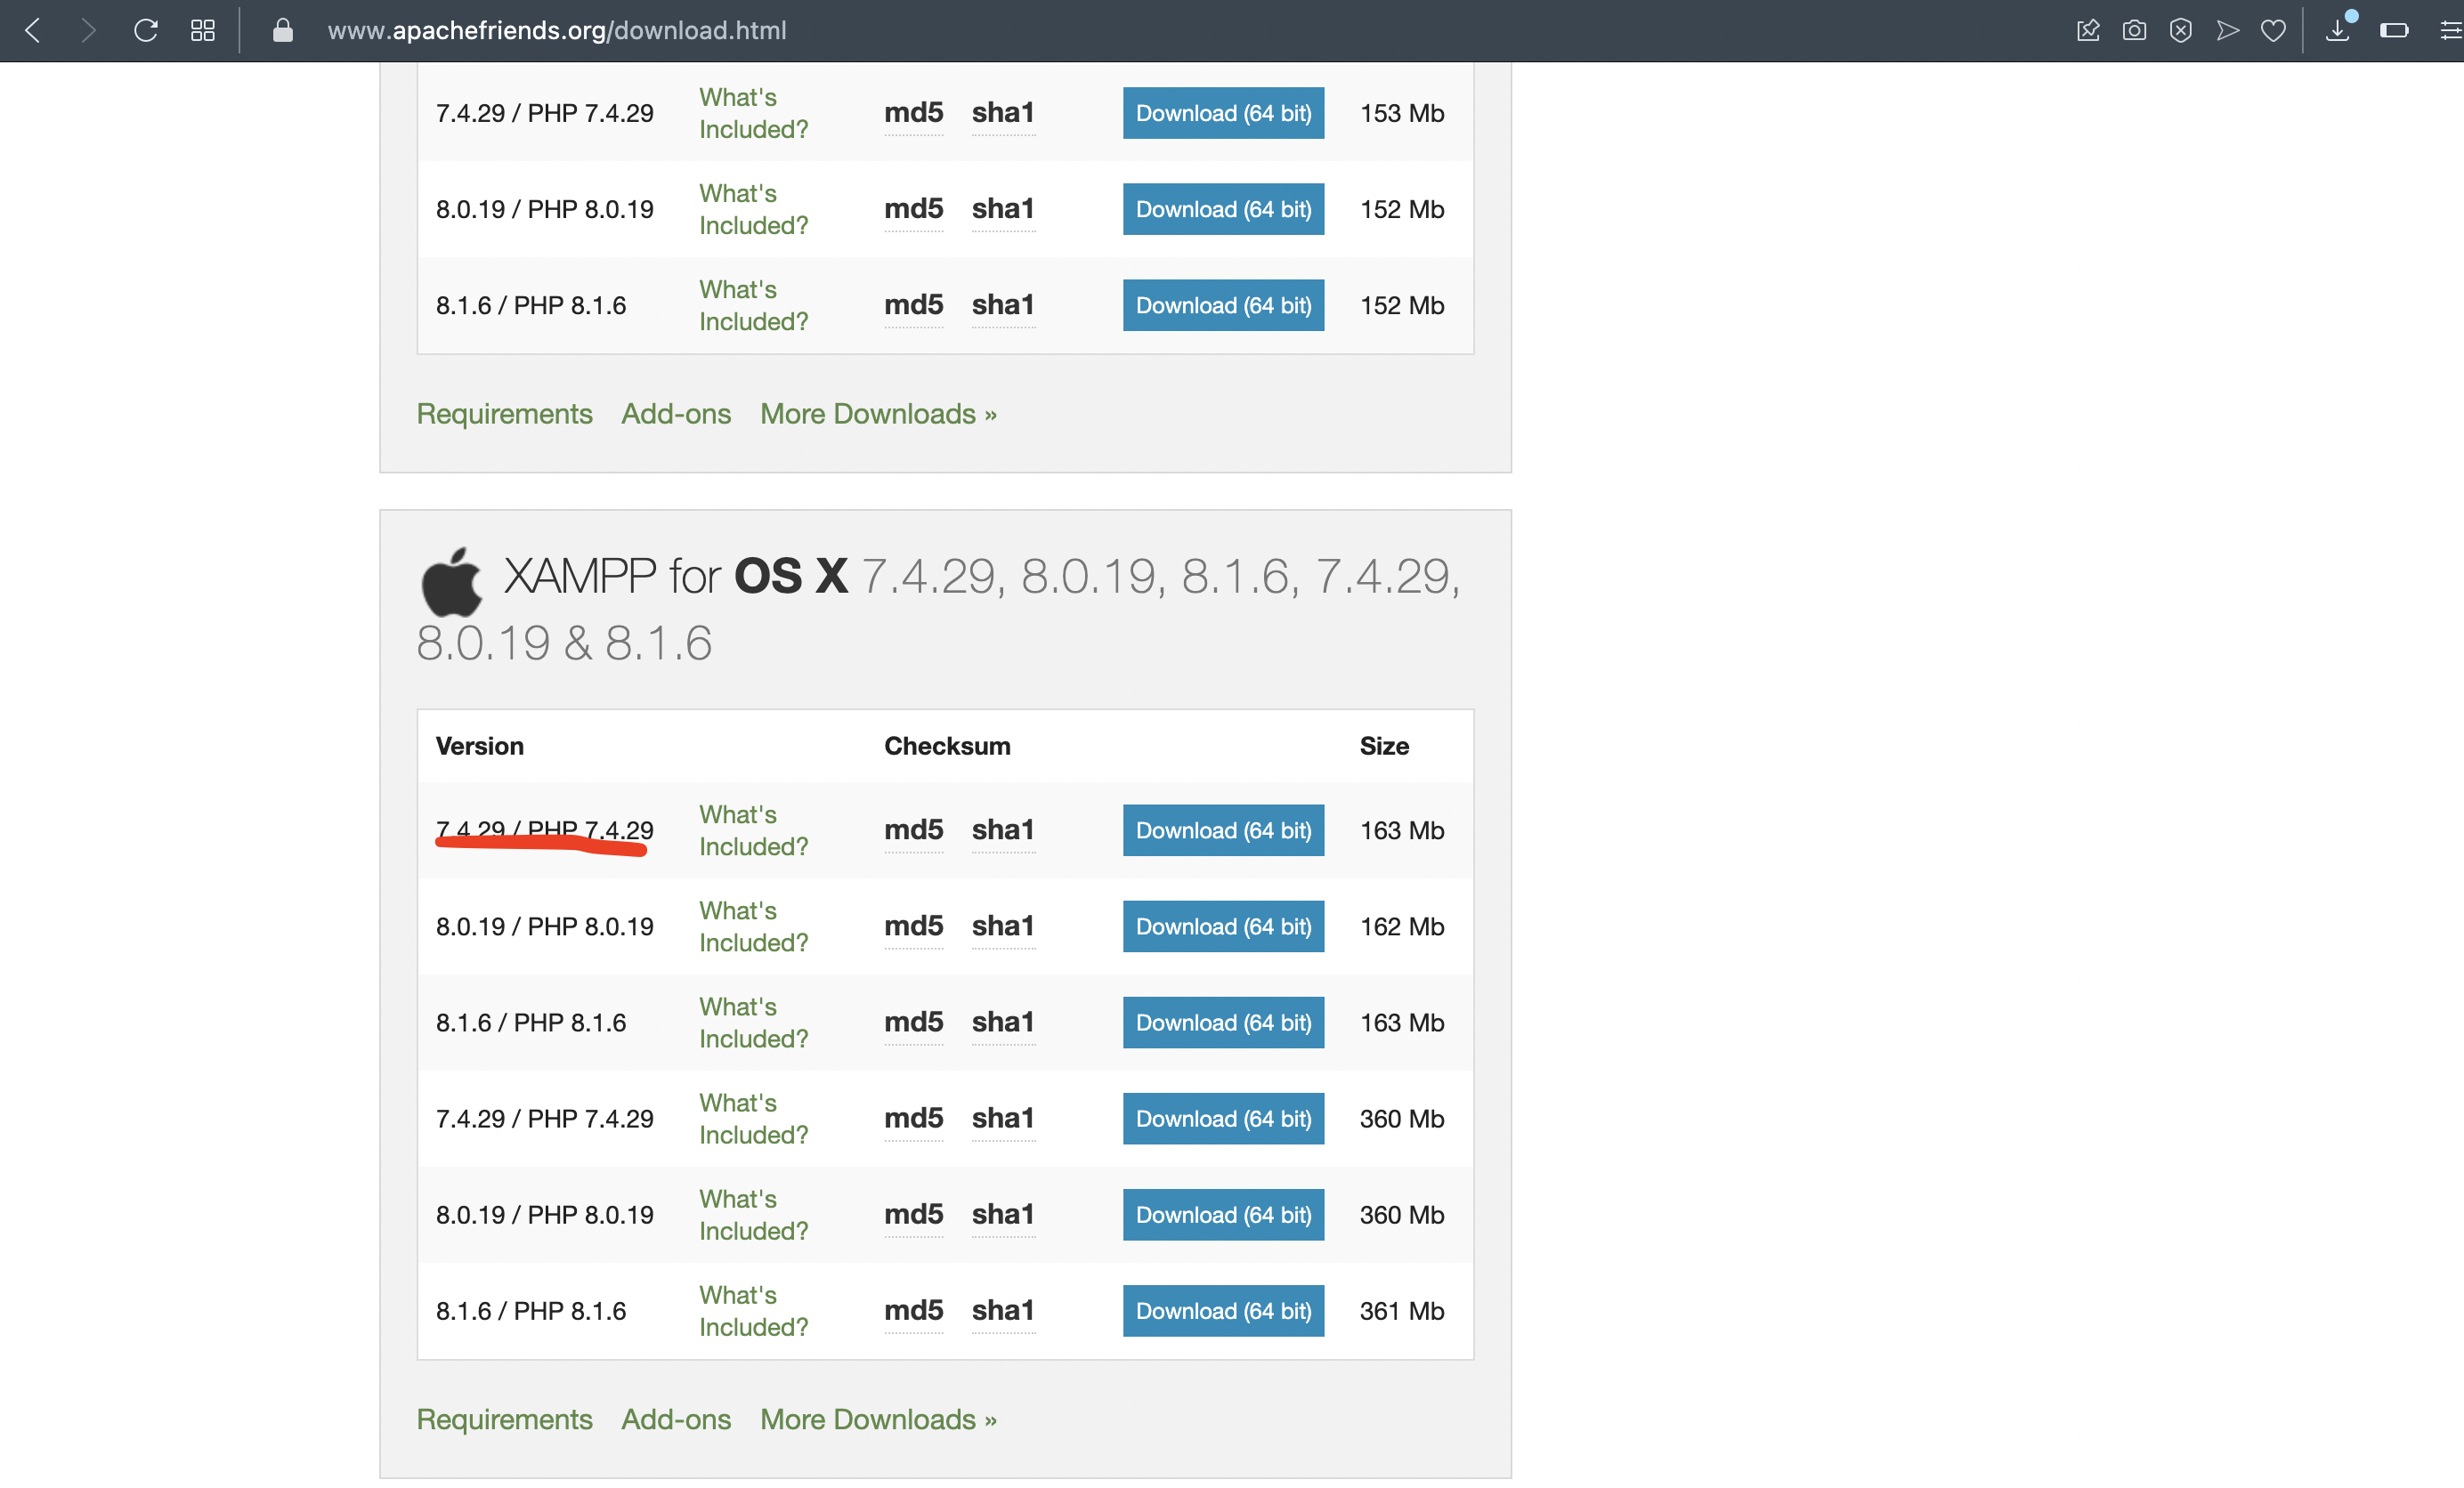 www.apachefriends.org/download.html
7.4.29 / PHP 7.4.29 What's Included? md5 sha1 Download (64 bit) 153 Mb
8.0.19 / PHP 8.0.19 What's Included? md5 sha1 Download (64 bit) 152 Mb
8.1.6 / PHP 8.1.6 What's Included? md5 sha1 Download (64 bit) 152 Mb
Requirements Add-ons More Downloads »
XAMPP for OS X 7.4.29, 8.0.19, 8.1.6, 7.4.29,
8.0.19 & 8.1.6
Version Checksum Size
7.4.29 / PHP 7.4.29 What's Included? md5 sha1 Download (64 bit) 163 Mb
8.0.19 / PHP 8.0.19 What's Included? md5 sha1 Download (64 bit) 162 Mb
8.1.6 / PHP 8.1.6 What's Included? md5 sha1 Download (64 bit) 163 Mb
7.4.29 / PHP 7.4.29 What's Included? md5 sha1 Download (64 bit) 360 Mb
8.0.19 / PHP 8.0.19 What's Included? md5 sha1 Download (64 bit) 360 Mb
8.1.6 / PHP 8.1.6 What's Included? md5 sha1 Download (64 bit) 361 Mb
Requirements Add-ons More Downloads »